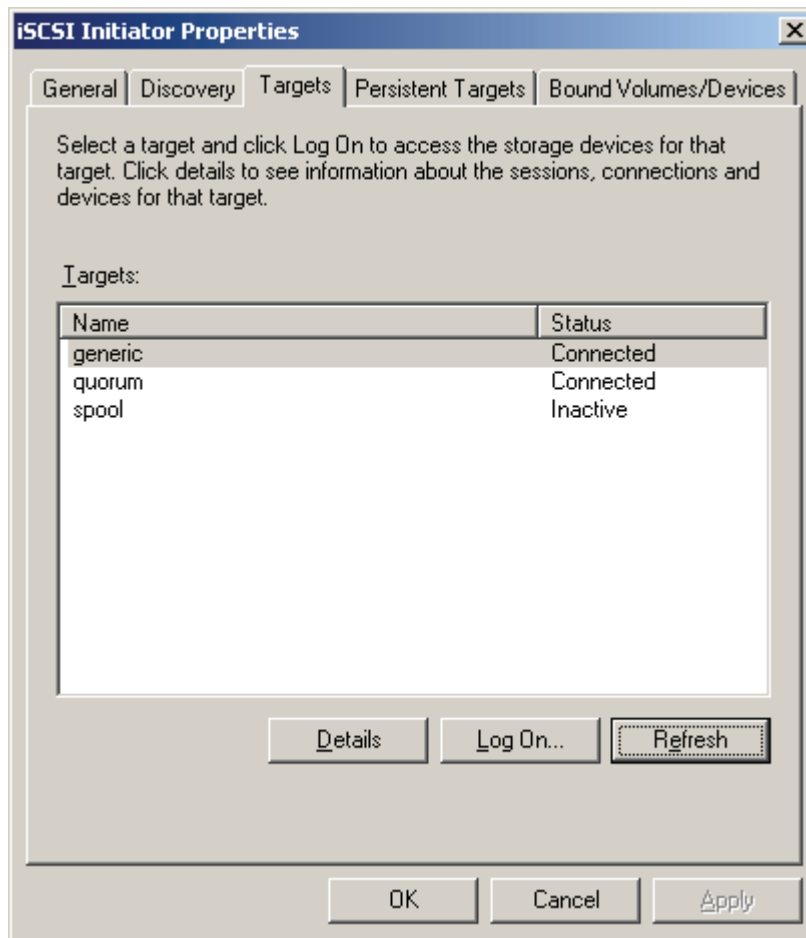 iSCSI Initiator Properties
General Discovery Targets Persistent Targets Bound Volumes/Devices
Select a target and click Log On to access the storage devices for that
target. Click details to see information about the sessions, connections and
devices for that target.
Targets:
Name Status
generic Connected
quorum Connected
spool Inactive
Details Log On... Refresh
OK Cancel Apply